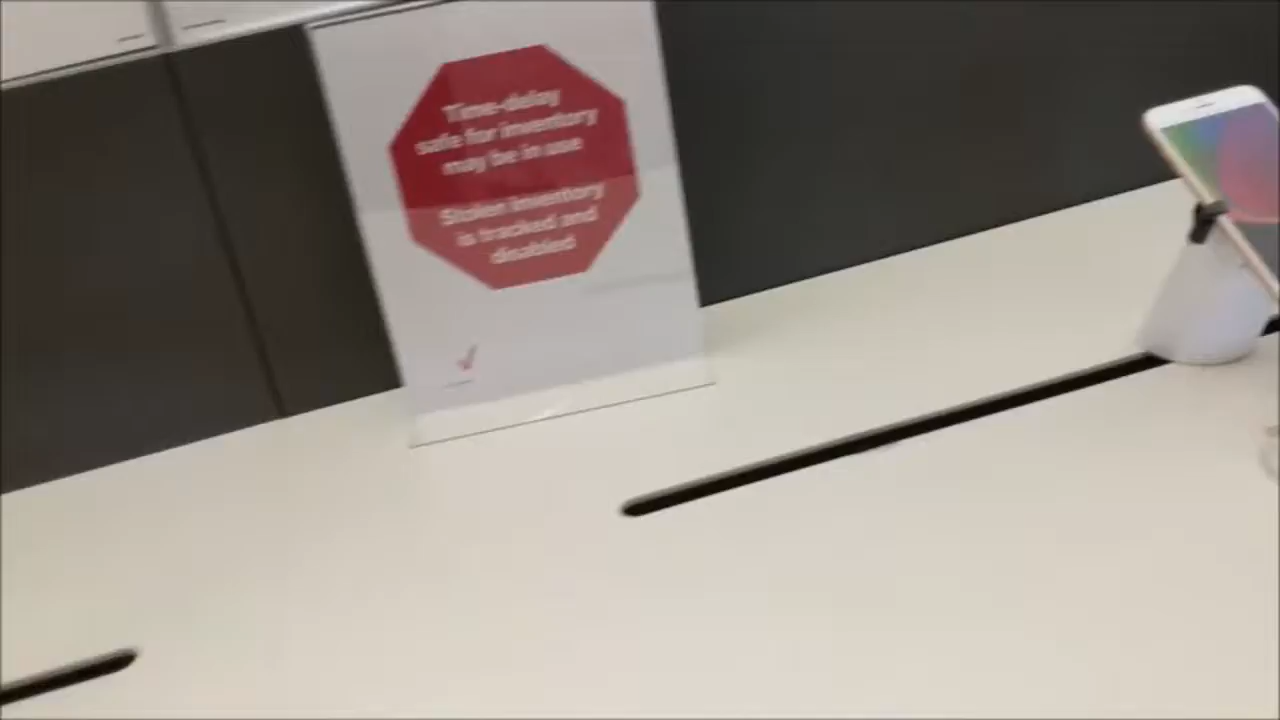 Time-delay
safe for inventory
may be in use
Stolen inventory
is tracked and
disabled